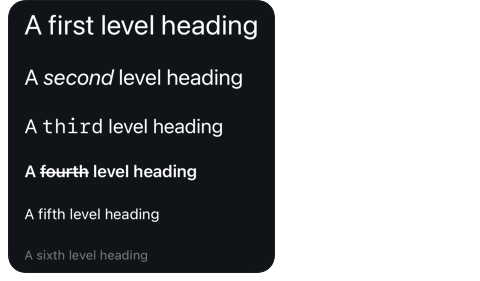 A first level heading
A second level heading
A third level heading
A fourth level heading
A fifth level heading
A sixth level heading